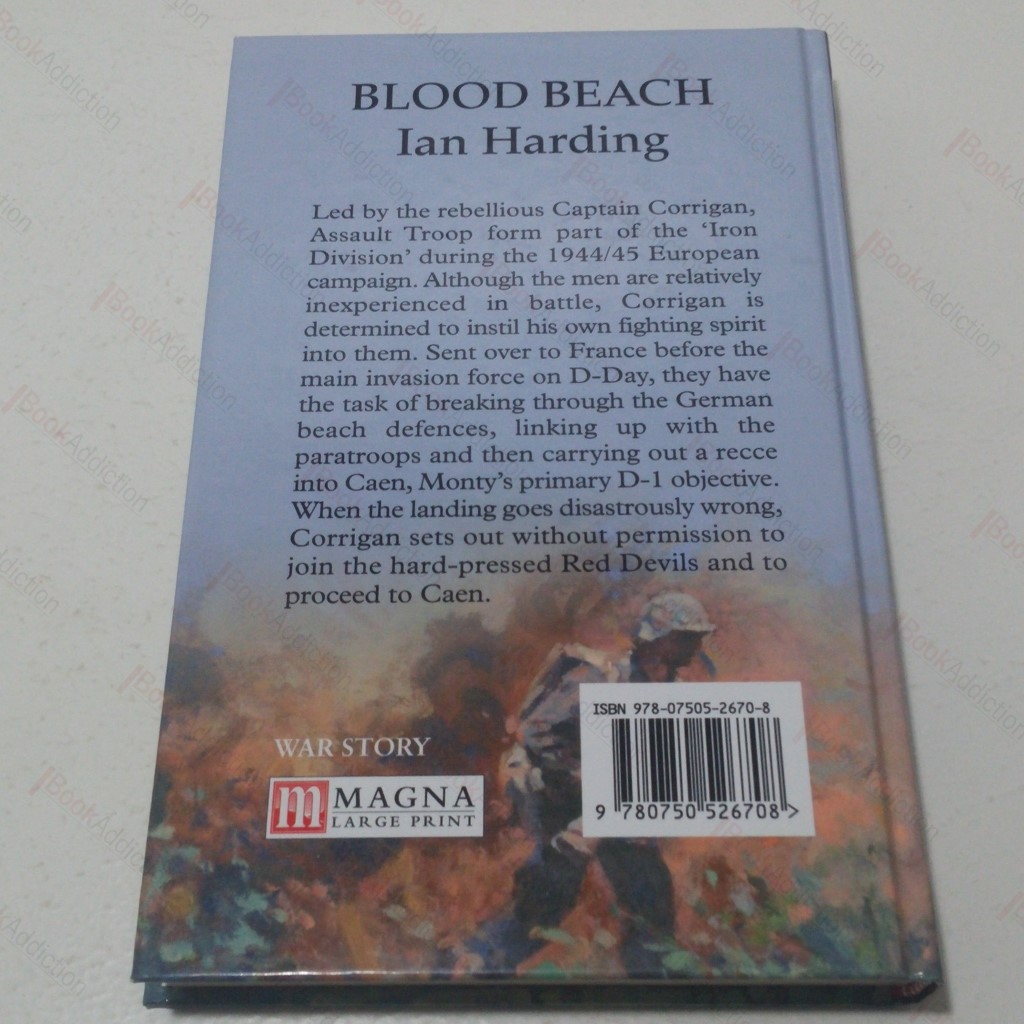 BLOOD BEACH
Ian Harding
Led by the rebellious Captain Corrigan,
Assault Troop form part of the ‘Iron
Division’ during the 1944/45 European
campaign. Although the men are relatively
inexperienced in battle, Corrigan is
determined to instil his own fighting spirit
into them. Sent over to France before the
main invasion force on D-Day, they have
the task of breaking through the German
beach defences, linking up with the
paratroops and then carrying out a recce
into Caen, Monty’s primary D-1 objective.
When the landing goes disastrously wrong,
Corrigan sets out without permission to
join the hard-pressed Red Devils and to
proceed to Caen.
ISBN 978-07505-2670-8
9 780750 526708 >
WAR STORY
m MAGNA
LARGE PRINT
JBookAddiction